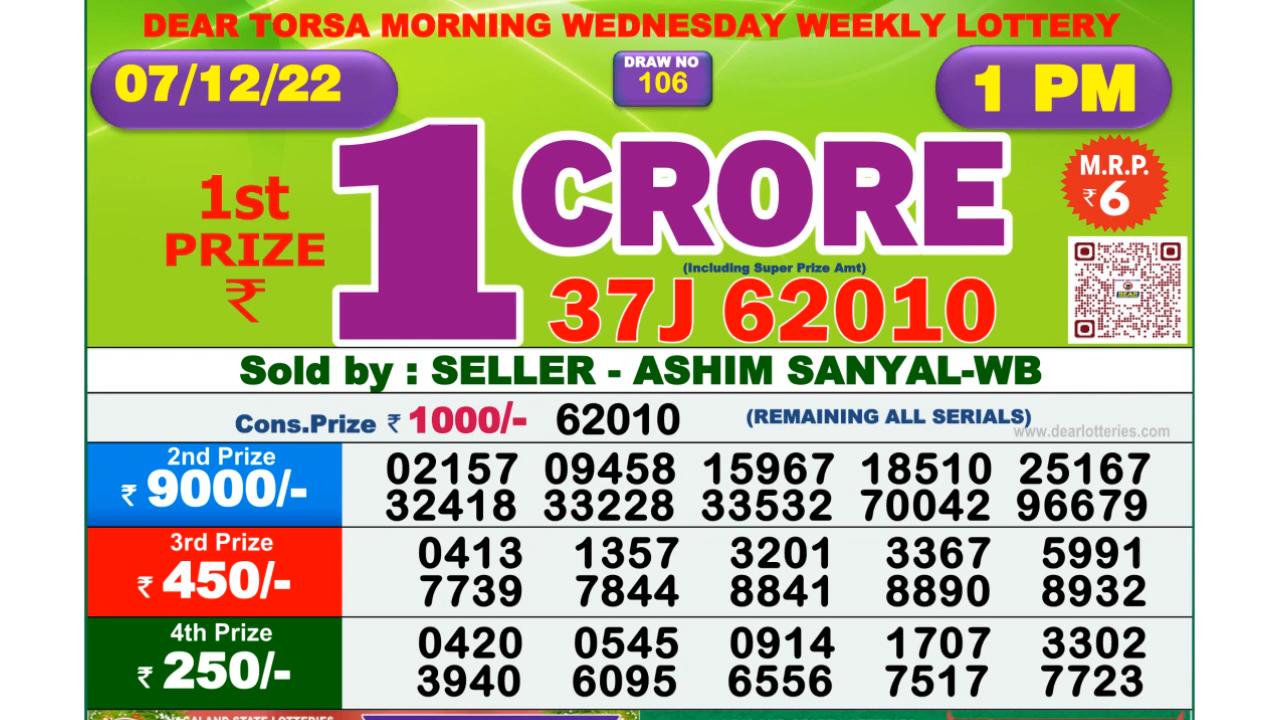 DEAR TORSA MORNING WEDNESDAY WEEKLY LOTTERY
07/12/22
DRAW NO
106
1 PM
1st
PRIZE
₹
1 CRORE
(Including Super Prize Amt)
37J 62010
M.R.P.
₹ 6
DEAR
Sold by : SELLER - ASHIM SANYAL-WB
Cons.Prize ₹ 1000/- 62010 (REMAINING ALL SERIALS)
www.dearlotteries.com
2nd Prize
₹ 9000/-
02157 09458 15967 18510 25167
32418 33228 33532 70042 96679
3rd Prize
₹ 450/-
0413 1357 3201 3367 5991
7739 7844 8841 8890 8932
4th Prize
₹ 250/-
0420 0545 0914 1707 3302
3940 6095 6556 7517 7723
STATE LOTTERIES